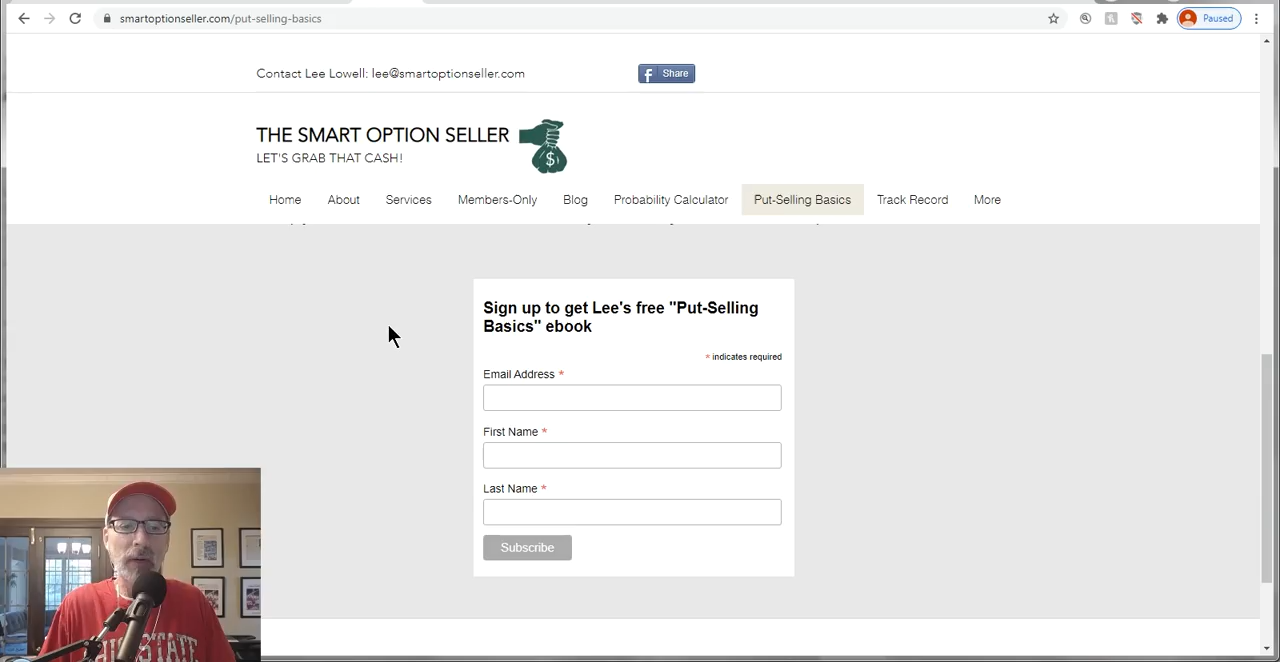 smartoptionseller.com/put-selling-basics
Paused
Contact Lee Lowell: lee@smartoptionseller.com
Share
THE SMART OPTION SELLER
LET'S GRAB THAT CASH!
$
Home About Services Members-Only Blog Probability Calculator Put-Selling Basics Track Record More
Sign up to get Lee's free "Put-Selling
Basics" ebook
* indicates required
Email Address *
First Name *
Last Name *
Subscribe
STATE